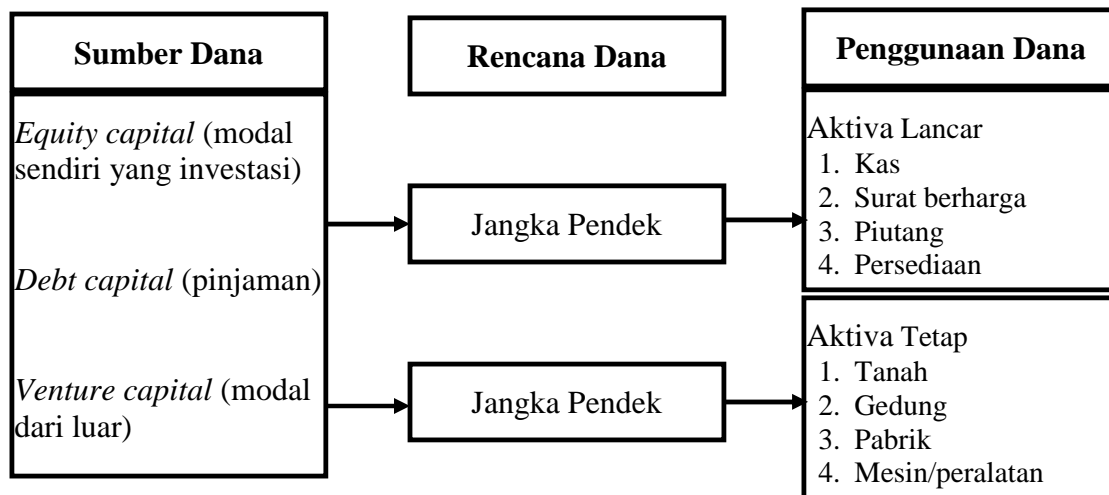 Sumber Dana
Equity capital (modal
sendiri yang investasi)
Debt capital (pinjaman)
Venture capital (modal
dari luar)
Rencana Dana
Jangka Pendek
Jangka Pendek
Penggunaan Dana
Aktiva Lancar
1. Kas
2. Surat berharga
3. Piutang
4. Persediaan
Aktiva Tetap
1. Tanah
2. Gedung
3. Pabrik
4. Mesin/peralatan